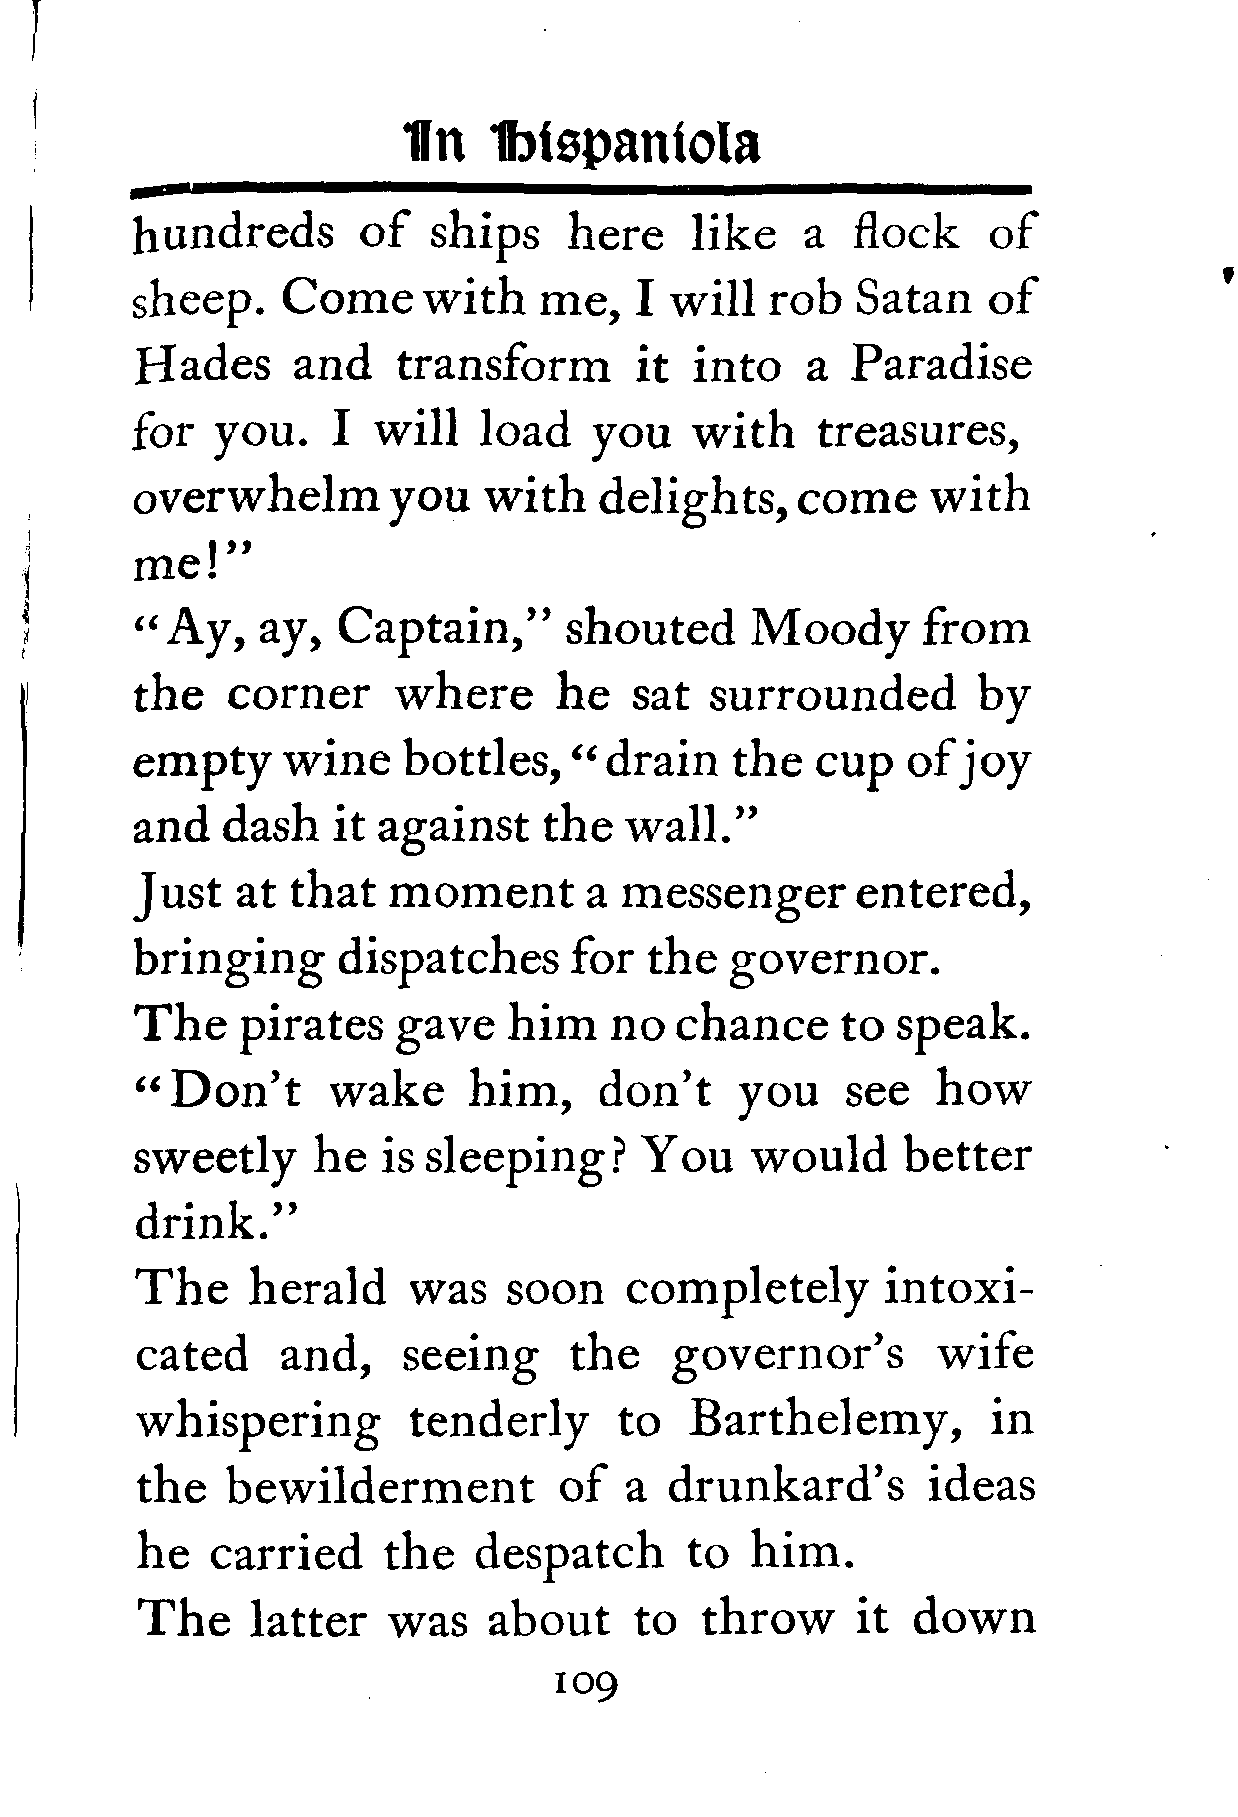 In Hispaniola
hundreds of ships here like a flock of
sheep. Come with me, I will rob Satan of
Hades and transform it into a Paradise
for you. I will load you with treasures,
overwhelm you with delights, come with
me!"
"Ay, ay, Captain," shouted Moody from
the corner where he sat surrounded by
empty wine bottles, "drain the cup of joy
and dash it against the wall."
Just at that moment a messenger entered,
bringing dispatches for the governor.
The pirates gave him no chance to speak.
"Don't wake him, don't you see how
sweetly he is sleeping? You would better
drink."
The herald was soon completely intoxi-
cated and, seeing the governor's wife
whispering tenderly to Barthelemy, in
the bewilderment of a drunkard's ideas
he carried the despatch to him.
The latter was about to throw it down
109